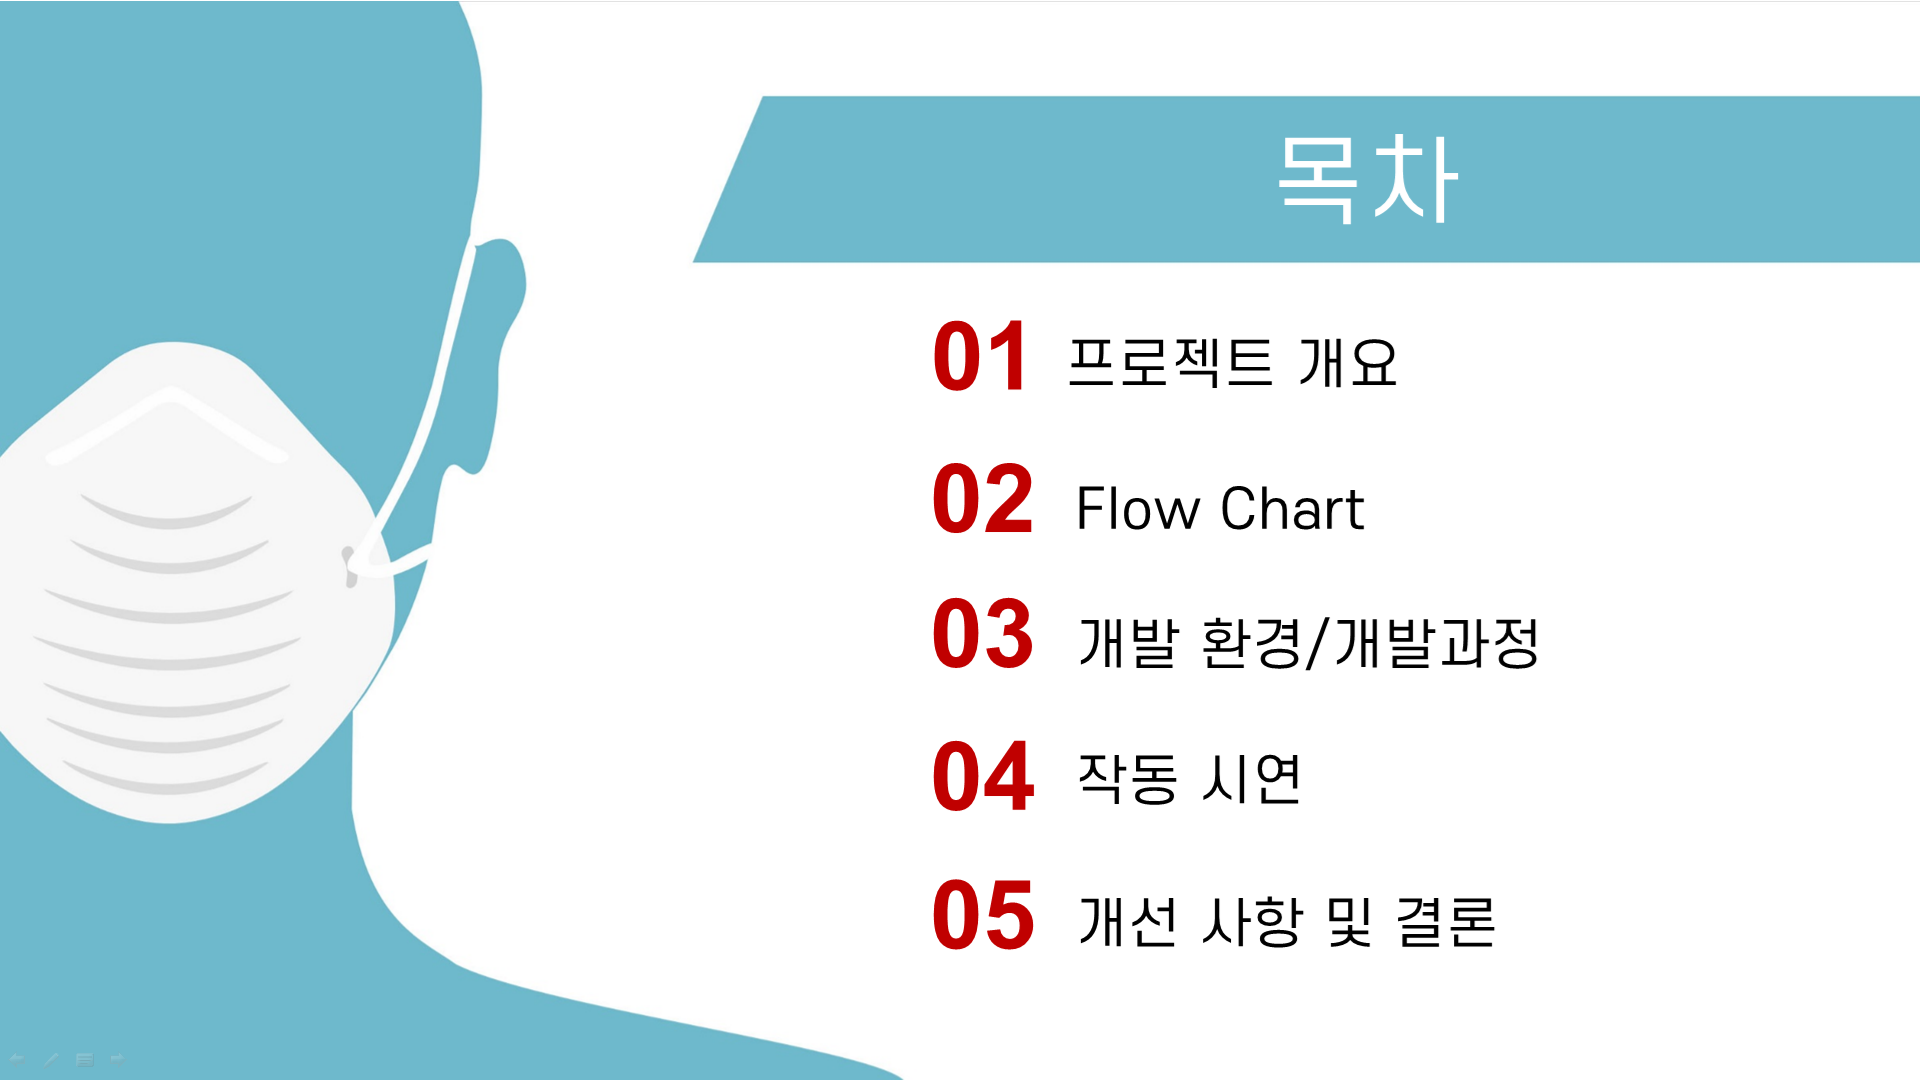 목차
01 프로젝트 개요
02 Flow Chart
03 개발 환경/개발과정
04 작동 시연
05 개선 사항 및 결론